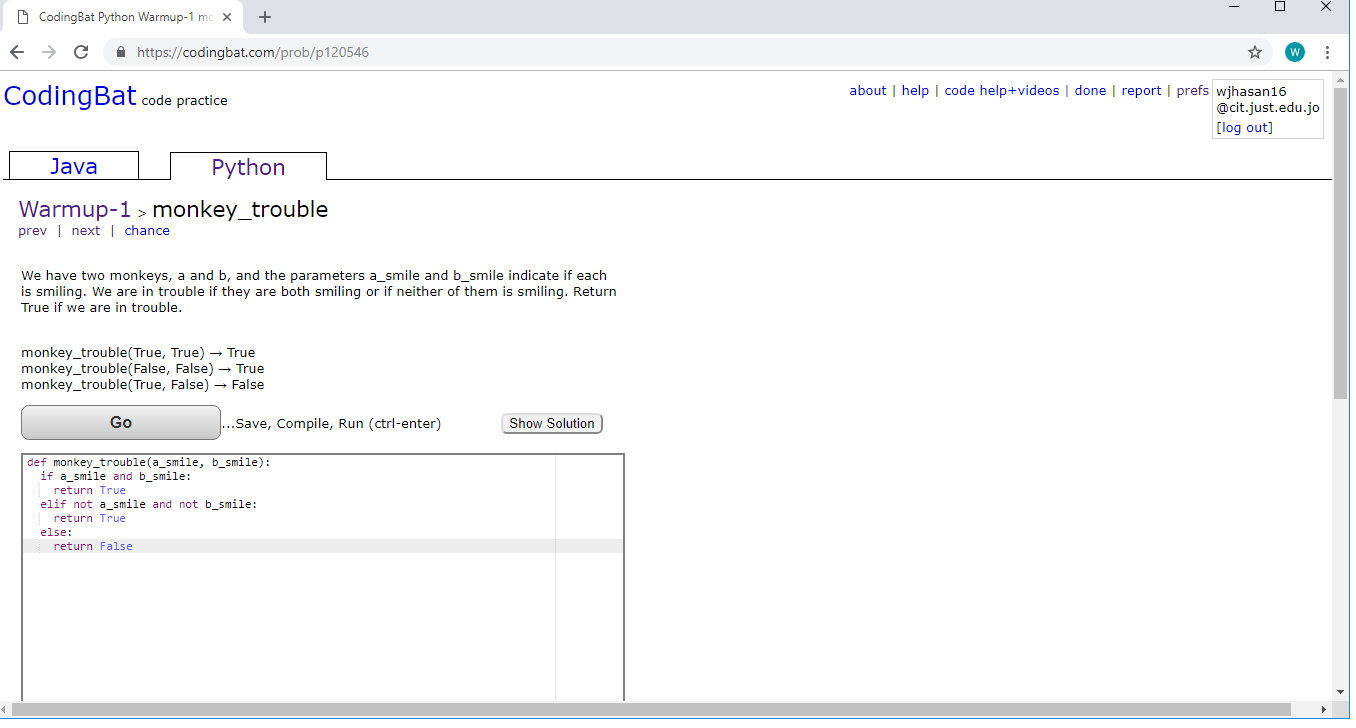 CodingBat Python Warmup-1 mo
https://codingbat.com/prob/p120546
W
CodingBat code practice
about | help | code help+videos | done | report | prefs
wjhasan16
@cit.just.edu.jo
[log out]
Java
Python
Warmup-1 > monkey_trouble
prev | next | chance
We have two monkeys, a and b, and the parameters a_smile and b_smile indicate if each
is smiling. We are in trouble if they are both smiling or if neither of them is smiling. Return
True if we are in trouble.
monkey_trouble(True, True) → True
monkey_trouble(False, False) → True
monkey_trouble(True, False) → False
Go ...Save, Compile, Run (ctrl-enter) Show Solution
def monkey_trouble(a_smile, b_smile):
  if a_smile and b_smile:
    return True
  elif not a_smile and not b_smile:
    return True
  else:
    return False